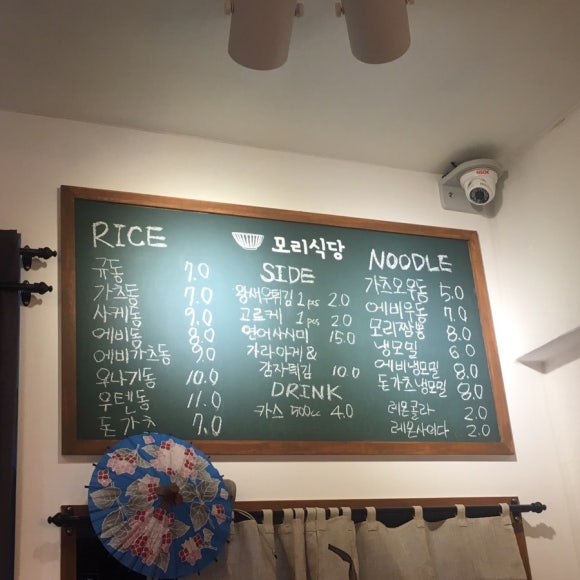 모리식당
RICE
규동 7.0
가츠동 7.0
사케동 9.0
에비동 8.0
에비가츠동 9.0
우나기동 10.0
우텐동 11.0
돈가츠 7.0
SIDE
왕새우튀김 1pcs 2.0
고르케 1pcs 2.0
연어사시미 15.0
가라아게 &
감자튀김 10.0
DRINK
카스 500cc 4.0
NOODLE
가츠오우동 5.0
에비우동 7.0
모리짬뽕 8.0
냉모밀 6.0
에비냉모밀 8.0
돈가츠냉모밀 8.0
레몬콜라 2.0
레몬사이다 2.0